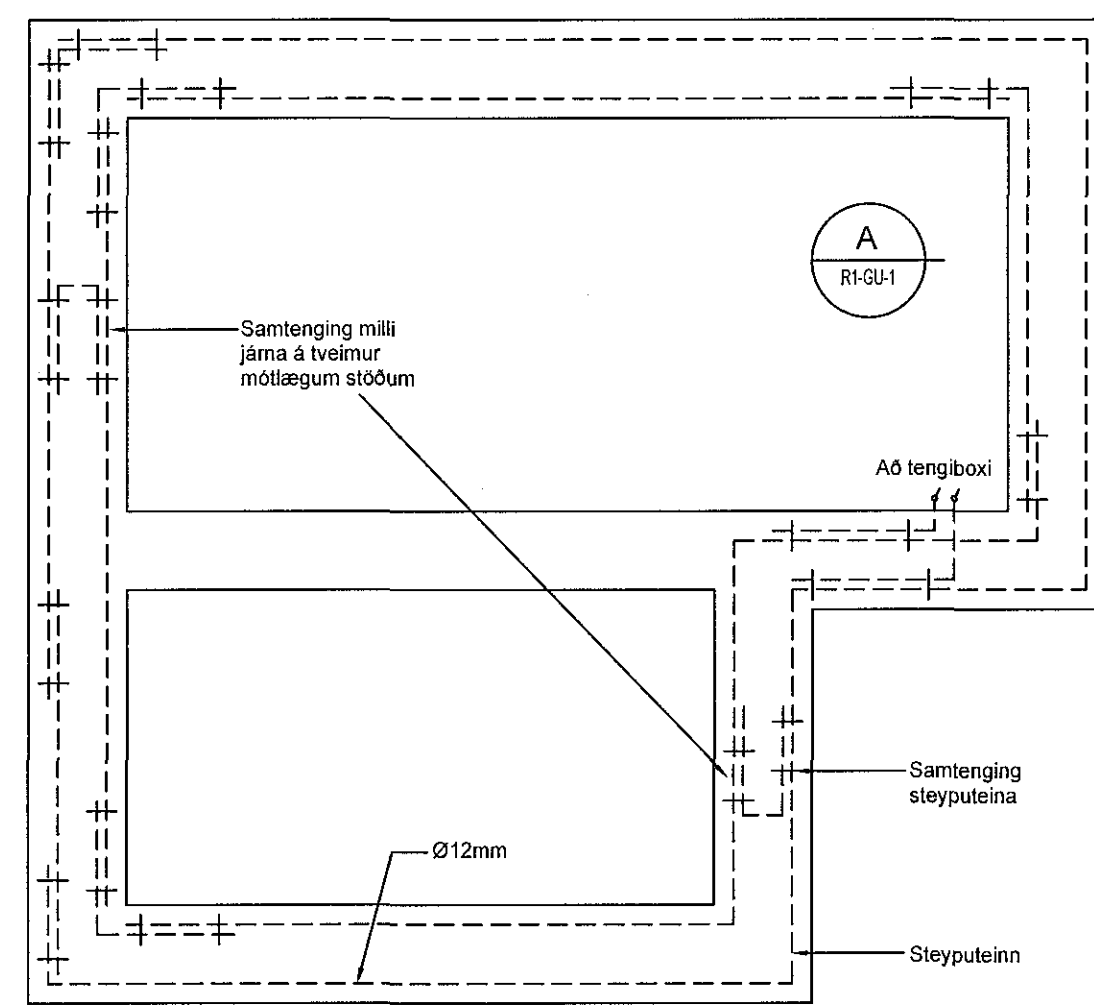 A
R1-GU-1
Samtenging milli
járna á tveimur
mótlægum stöðum
Að tengiboxi
Samtenging
steyputeina
Ø12mm
Steyputeinn